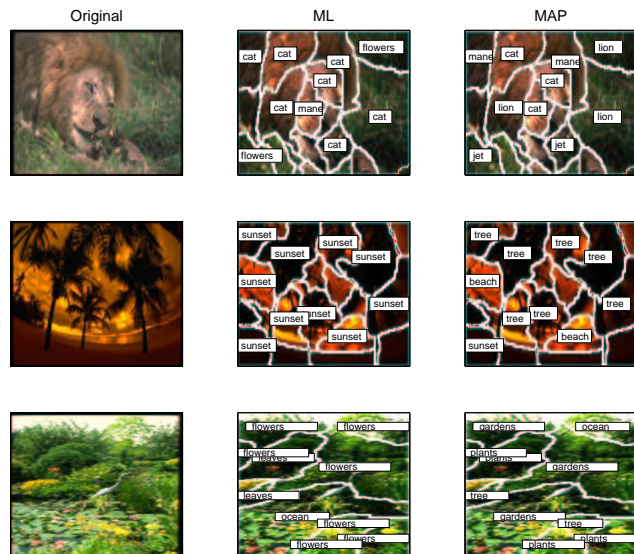 Original ML MAP
cat cat cat flowers
cat
cat mane cat
flowers cat
mane cat mane lion
cat
lion cat lion
jet jet
sunset sunset
sunset sunset
sunset
sunset sunset sunset
sunset sunset
tree tree
tree tree
beach
tree tree tree
tree beach
flowers flowers
flowers
leaves
flowers
leaves
ocean
flowers
flowers
flowers
gardens ocean
plants
plants
gardens
tree
gardens
tree
plants
plants